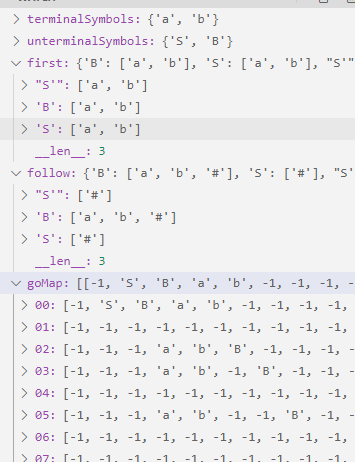 terminalSymbols: {'a', 'b'}
unterminalSymbols: {'S', 'B'}
first: {'B': ['a', 'b'], 'S': ['a', 'b'], "S'"
"S'": ['a', 'b']
'B': ['a', 'b']
'S': ['a', 'b']
__len__: 3
follow: {'B': ['a', 'b', '#'], 'S': ['#'], "S'
"S'": ['#']
'B': ['a', 'b', '#']
'S': ['#']
__len__: 3
goMap: [[-1, 'S', 'B', 'a', 'b', -1, -1, -1, -
00: [-1, 'S', 'B', 'a', 'b', -1, -1, -1, -1,
01: [-1, -1, -1, -1, -1, -1, -1, -1, -1,
02: [-1, -1, -1, 'a', 'b', 'B', -1, -1, -1,
03: [-1, -1, -1, 'a', 'b', -1, 'B', -1, -1,
04: [-1, -1, -1, -1, -1, -1, -1, -1, -1,
05: [-1, -1, -1, 'a', 'b', -1, -1, 'B', -1,
06: [-1, -1, -1, -1, -1, -1, -1, -1, -1,
07: [-1, -1, -1, -1, -1, -1, -1, -1, -1,